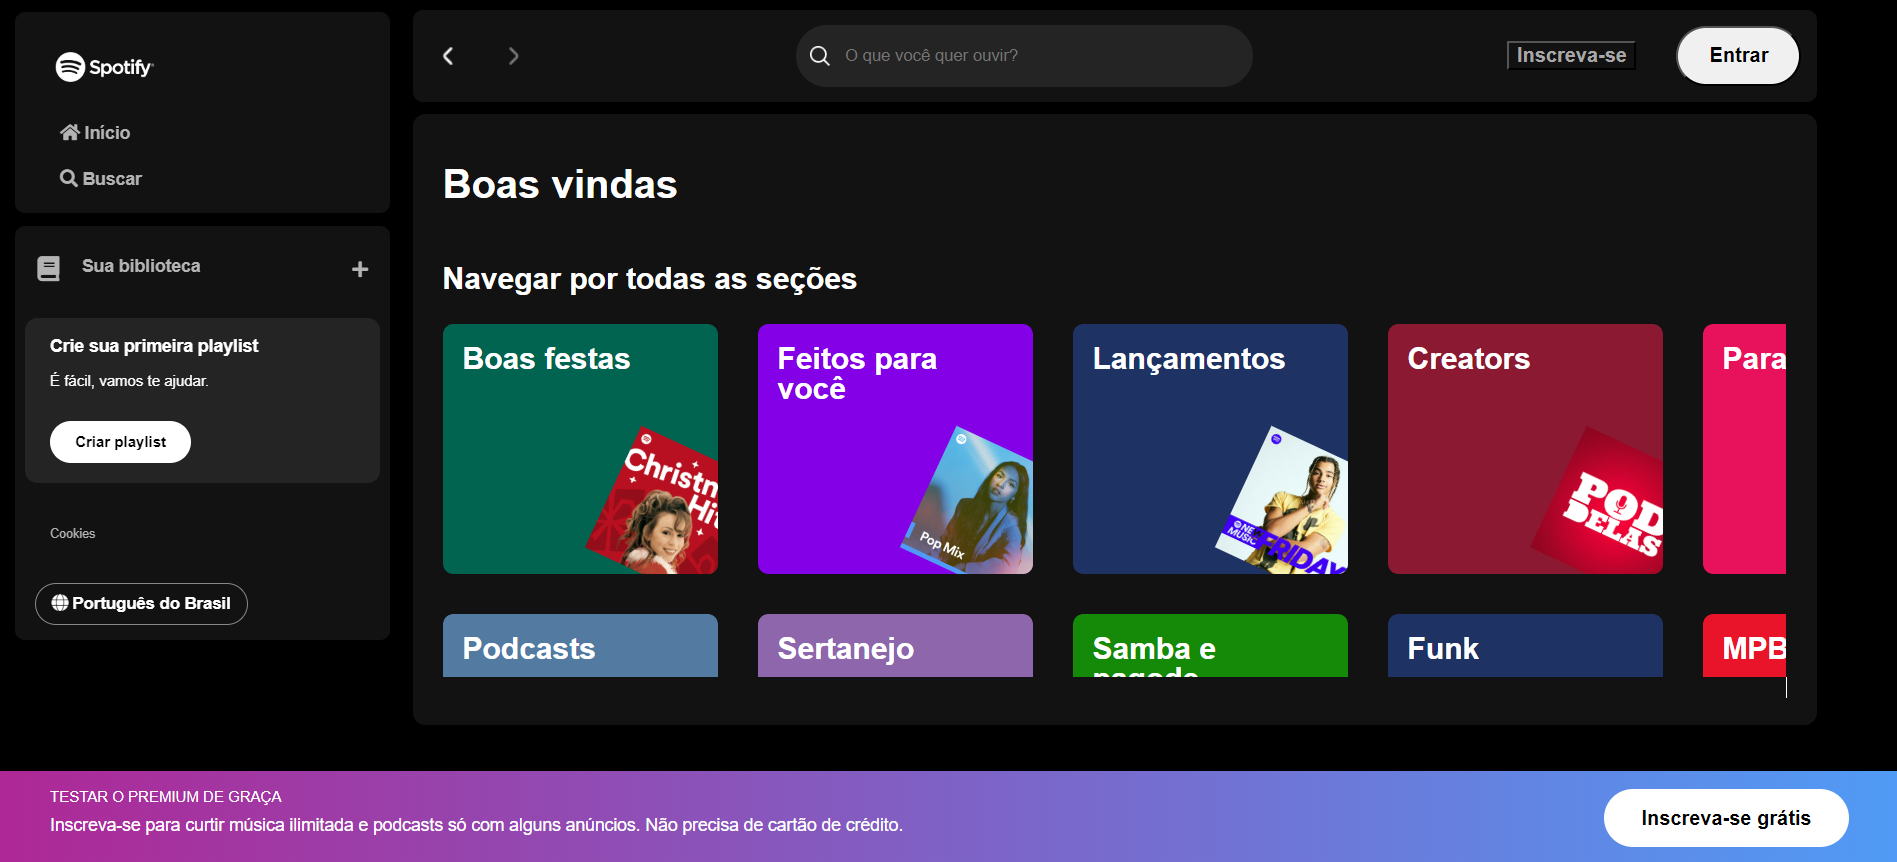 Spotify
Início
Buscar
Sua biblioteca
Crie sua primeira playlist
É fácil, vamos te ajudar.
Criar playlist
Cookies
Português do Brasil
O que você quer ouvir?
Inscreva-se
Entrar
Boas vindas
Navegar por todas as seções
Boas festas
Christm
Hi
Feitos para
você
Pop Mix
Lançamentos
NE
MUSIC
FRIDAY
Creators
POD
DELAS
Para
Podcasts
Sertanejo
Samba e
pagode
Funk
MPB
TESTAR O PREMIUM DE GRAÇA
Inscreva-se para curtir música ilimitada e podcasts só com alguns anúncios. Não precisa de cartão de crédito.
Inscreva-se grátis